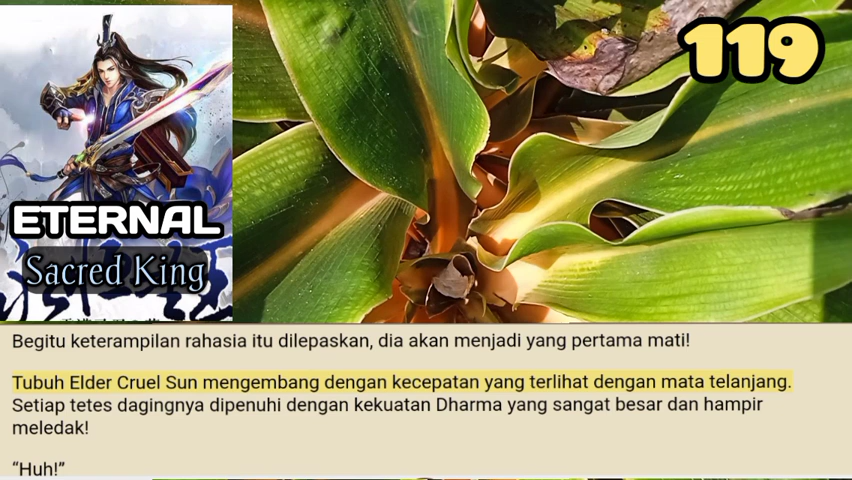 119
ETERNAL
Sacred King
Begitu keterampilan rahasia itu dilepaskan, dia akan menjadi yang pertama mati!
Tubuh Elder Cruel Sun mengembang dengan kecepatan yang terlihat dengan mata telanjang.
Setiap tetes dagingnya dipenuhi dengan kekuatan Dharma yang sangat besar dan hampir
meledak!
“Huh!”